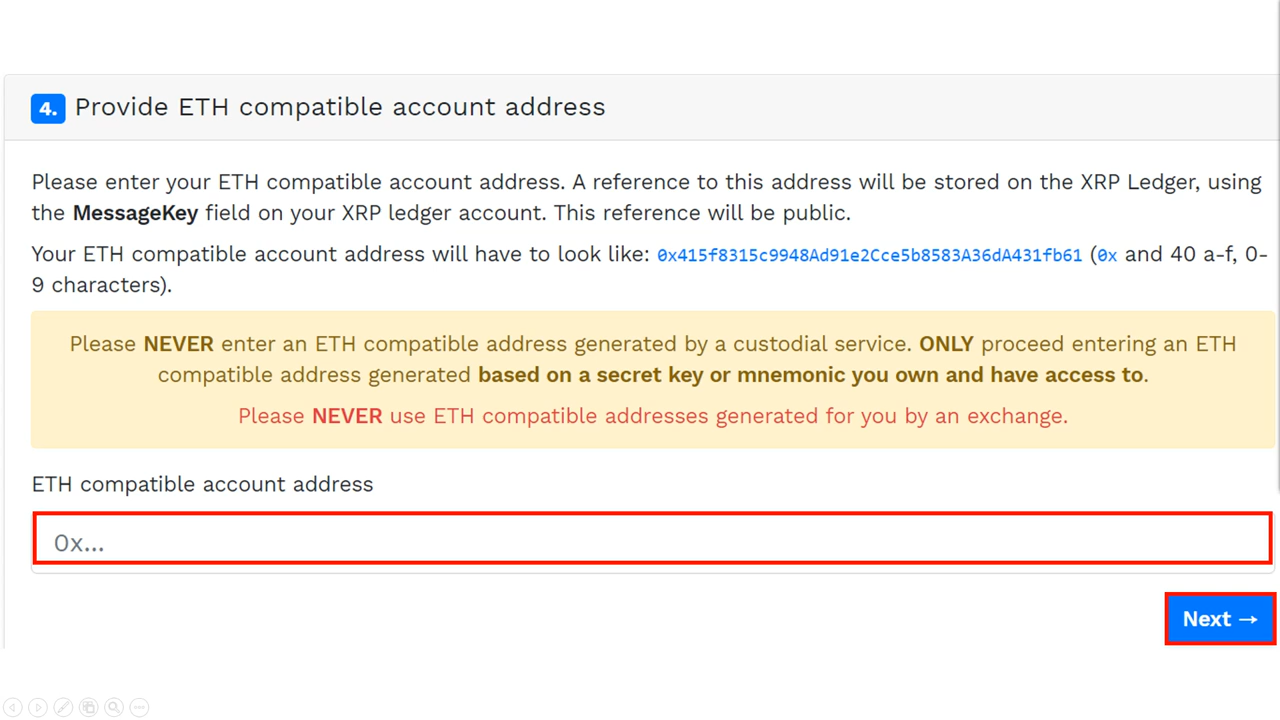 4. Provide ETH compatible account address
Please enter your ETH compatible account address. A reference to this address will be stored on the XRP Ledger, using
the MessageKey field on your XRP ledger account. This reference will be public.
Your ETH compatible account address will have to look like: 0x415f8315c9948Ad91e2Cce5b8583A36dA431fb61 (0x and 40 a-f, 0-
9 characters).
Please NEVER enter an ETH compatible address generated by a custodial service. ONLY proceed entering an ETH
compatible address generated based on a secret key or mnemonic you own and have access to.
Please NEVER use ETH compatible addresses generated for you by an exchange.
ETH compatible account address
0x...
Next →